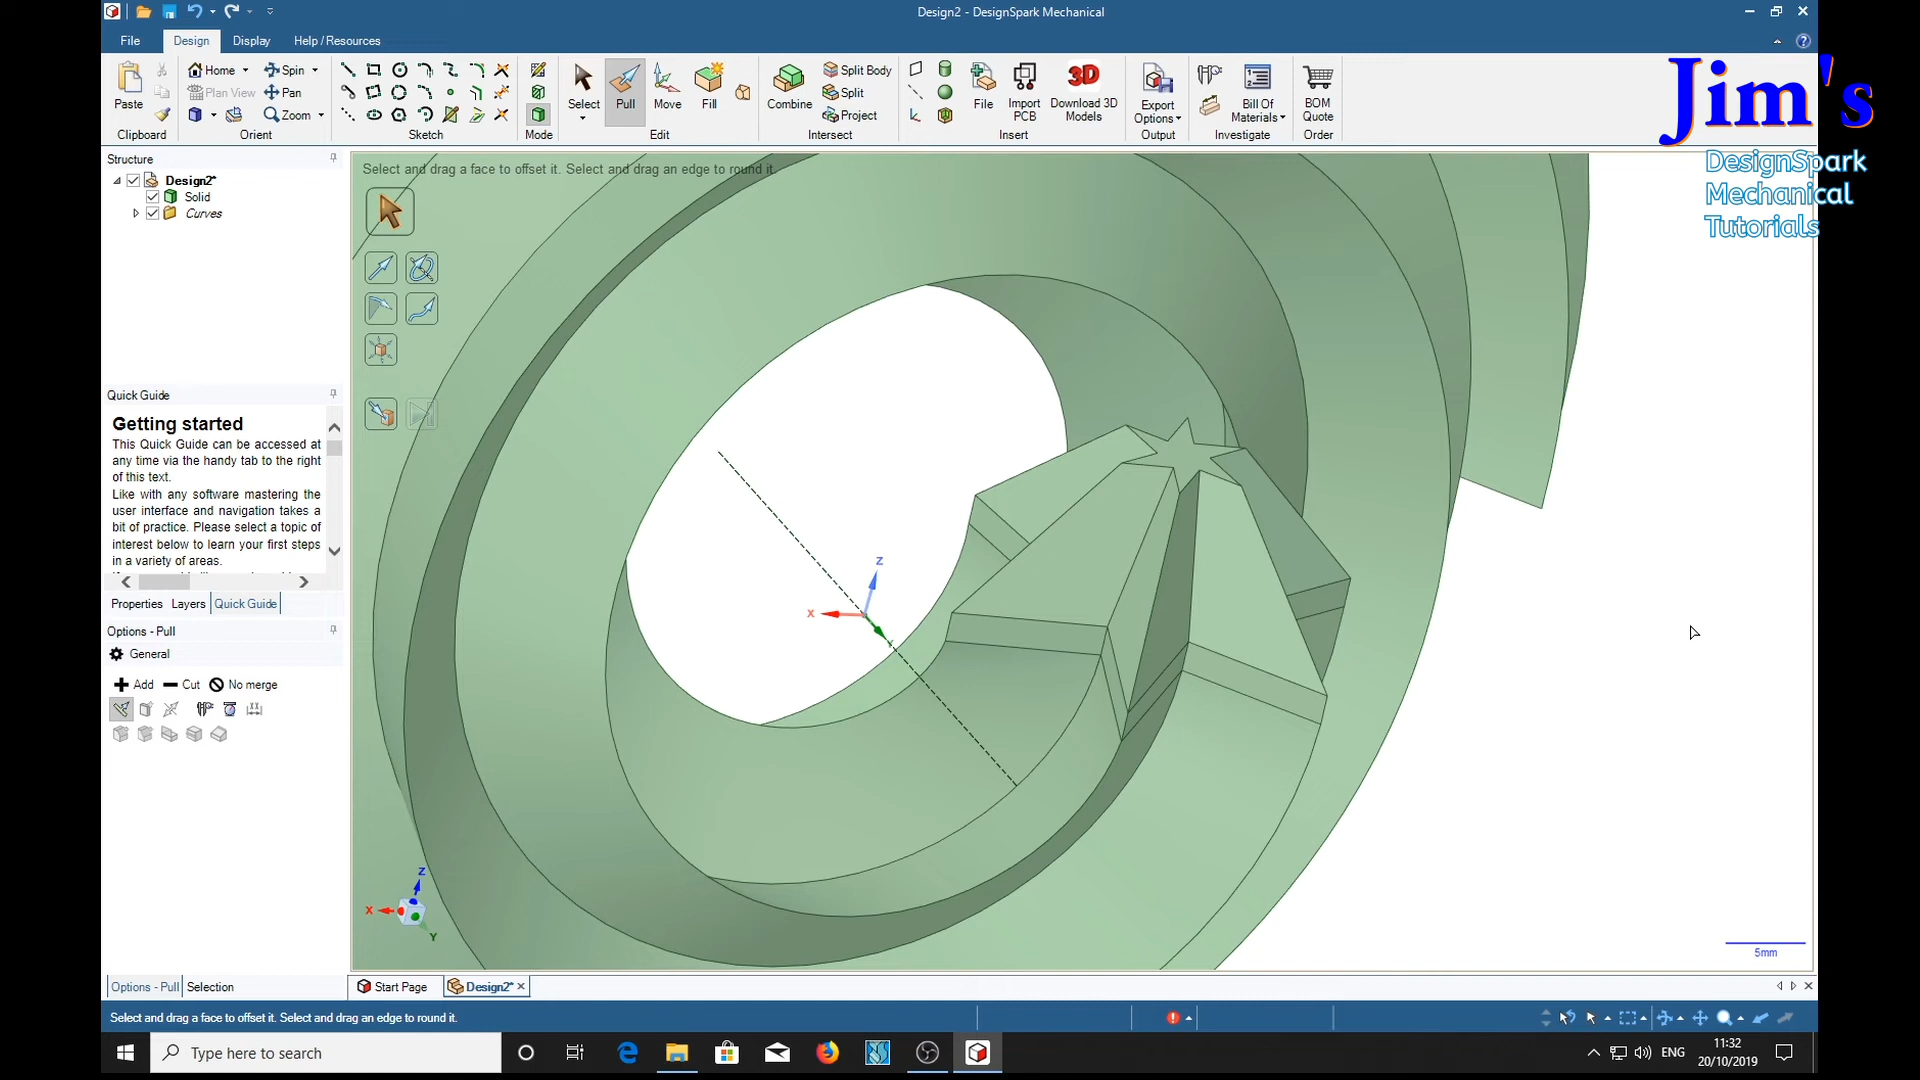 Design2 - DesignSpark Mechanical
File
Design
Display
Help / Resources
Paste
Clipboard
Home
Spin
Plan View
Pan
Zoom
Orient
Sketch
Mode
Select
Pull
Move
Fill
Edit
Combine
Split Body
Split
Project
Intersect
File
Import
PCB
3D
Download 3D
Models
Insert
Export
Options
Output
Bill Of
Materials
Investigate
BOM
Quote
Order
Jim's
DesignSpark
Mechanical
Tutorials
Structure
Design2*
Solid
Curves
Select and drag a face to offset it. Select and drag an edge to round it.
Quick Guide
Getting started
This Quick Guide can be accessed at
any time via the handy tab to the right
of this text.
Like with any software mastering the
user interface and navigation takes a
bit of practice. Please select a topic of
interest below to learn your first steps
in a variety of areas.
Properties
Layers
Quick Guide
Options - Pull
General
Add
Cut
No merge
Z
X
Y
Z
X
Y
5mm
Options - Pull
Selection
Start Page
Design2*
Select and drag a face to offset it. Select and drag an edge to round it.
Type here to search
ENG
11:32
20/10/2019